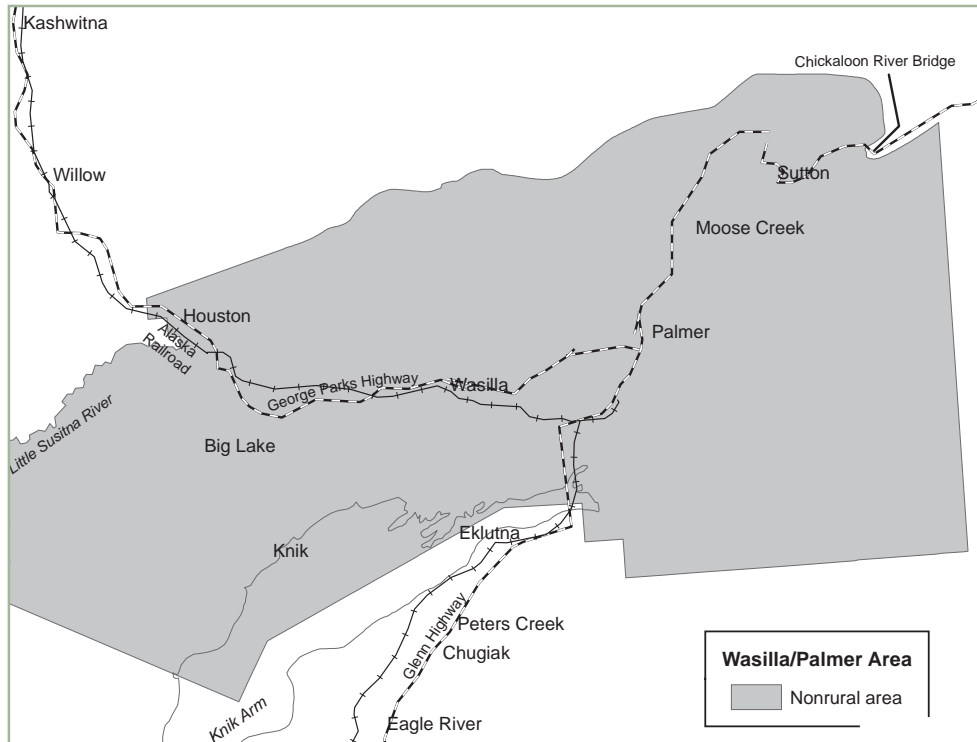 Kashwitna
Chickaloon River Bridge
Willow
Sutton
Moose Creek
Houston
Alaska
Railroad
Palmer
George Parks Highway
Wasilla
Little Susitna River
Big Lake
Eklutna
Knik
Glenn Highway
Peters Creek
Chugiak
Knik Arm
Eagle River
Wasilla/Palmer Area
Nonrural area